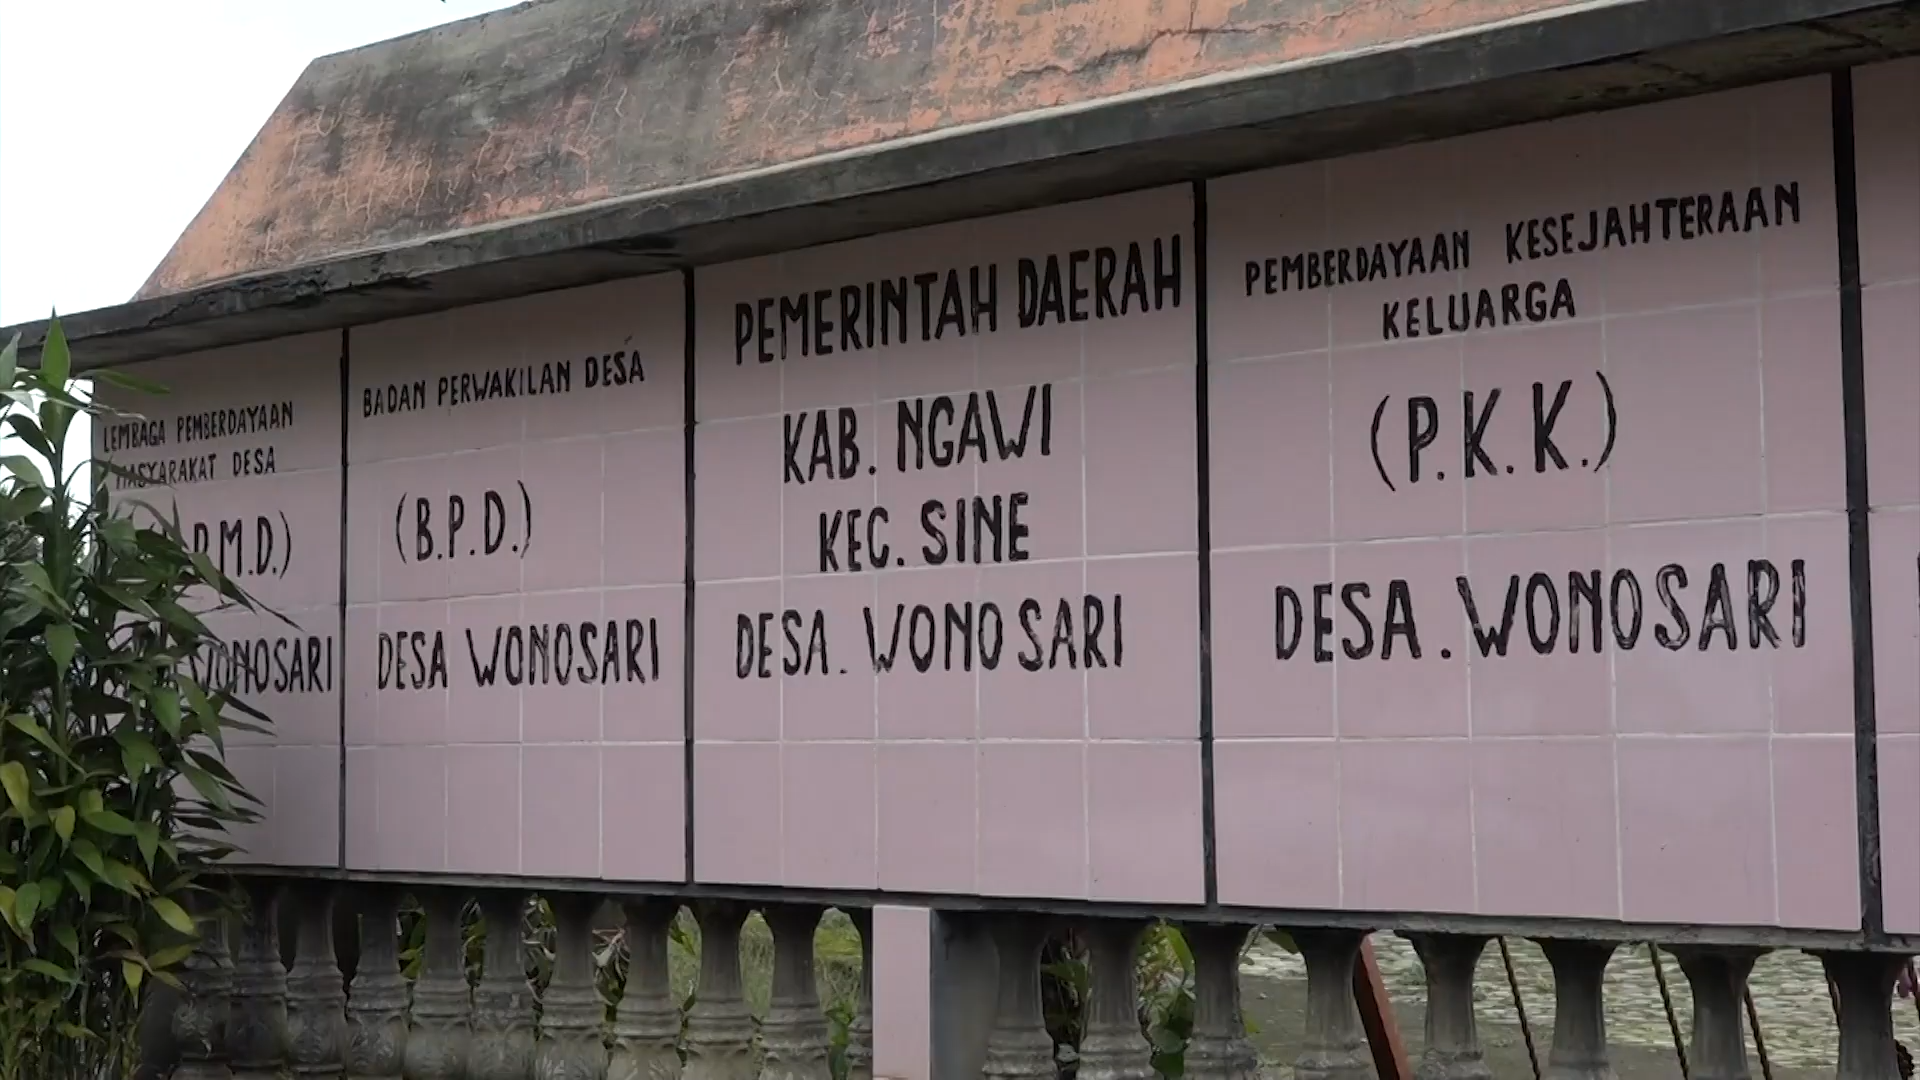 LEMBAGA PEMBERDAYAAN
MASYARAKAT DESA
P.M.D.)
WONOSARI
BADAN PERWAKILAN DESA
(B.P.D.)
DESA WONOSARI
PEMERINTAH DAERAH
KAB. NGAWI
KEC. SINE
DESA. WONOSARI
PEMBERDAYAAN KESEJAHTERAAN
KELUARGA
(P.K.K.)
DESA. WONOSARI